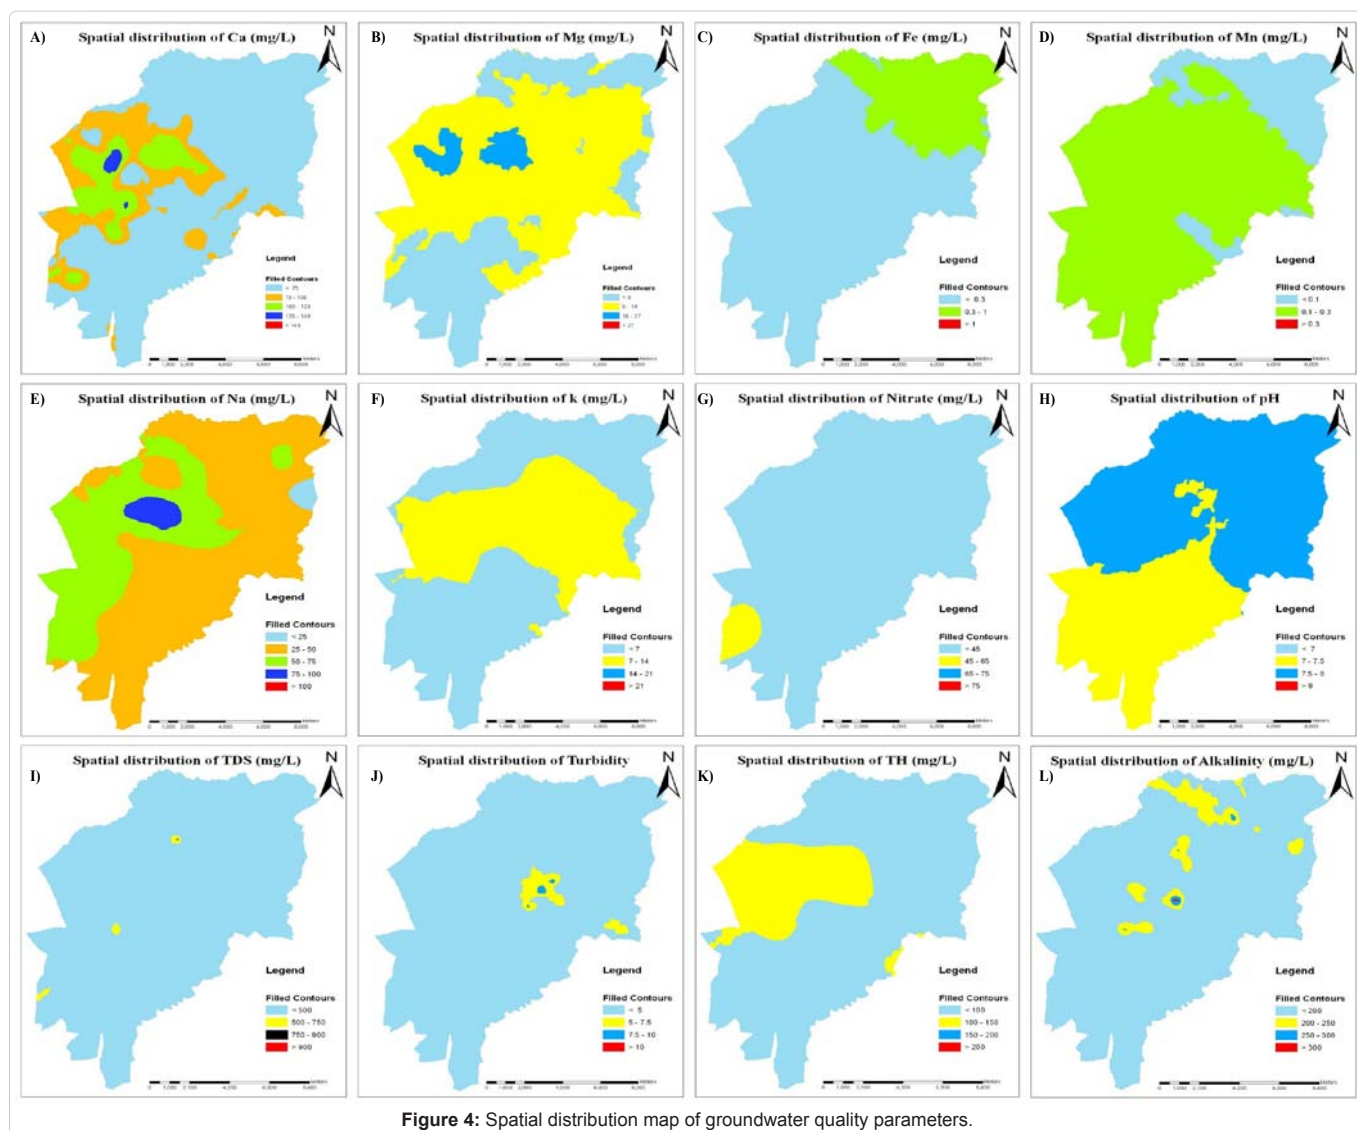 A) Spatial distribution of Ca (mg/L) N
Legend
Filled Contours
B) Spatial distribution of Mg (mg/L) N
Legend
Filled Contours
C) Spatial distribution of Fe (mg/L) N
Legend
Filled Contours
< 0.3
0.3 - 1
> 1
D) Spatial distribution of Mn (mg/L) N
Legend
Filled Contours
< 0.1
0.1 - 0.3
E) Spatial distribution of Na (mg/L) N
Legend
Filled Contours
< 25
25 - 50
50 - 75
75 - 100
> 100
F) Spatial distribution of k (mg/L) N
Legend
Filled Contours
< 7
7 - 14
14 - 21
> 21
G) Spatial distribution of Nitrate (mg/L) N
Legend
Filled Contours
< 45
45 - 65
65 - 75
> 75
H) Spatial distribution of pH N
Legend
Filled Contours
< 7
7 - 7.5
7.5 - 8
I) Spatial distribution of TDS (mg/L) N
Legend
Filled Contours
< 500
500 - 750
750 - 900
> 900
J) Spatial distribution of Turbidity N
Legend
Filled Contours
< 5
5 - 7.5
7.5 - 10
> 10
K) Spatial distribution of TH (mg/L) N
Legend
Filled Contours
< 100
100 - 150
150 - 200
> 200
L) Spatial distribution of Alkalinity (mg/L) N
Legend
Filled Contours
< 200
200 - 250
250 - 300
> 300
Figure 4: Spatial distribution map of groundwater quality parameters.